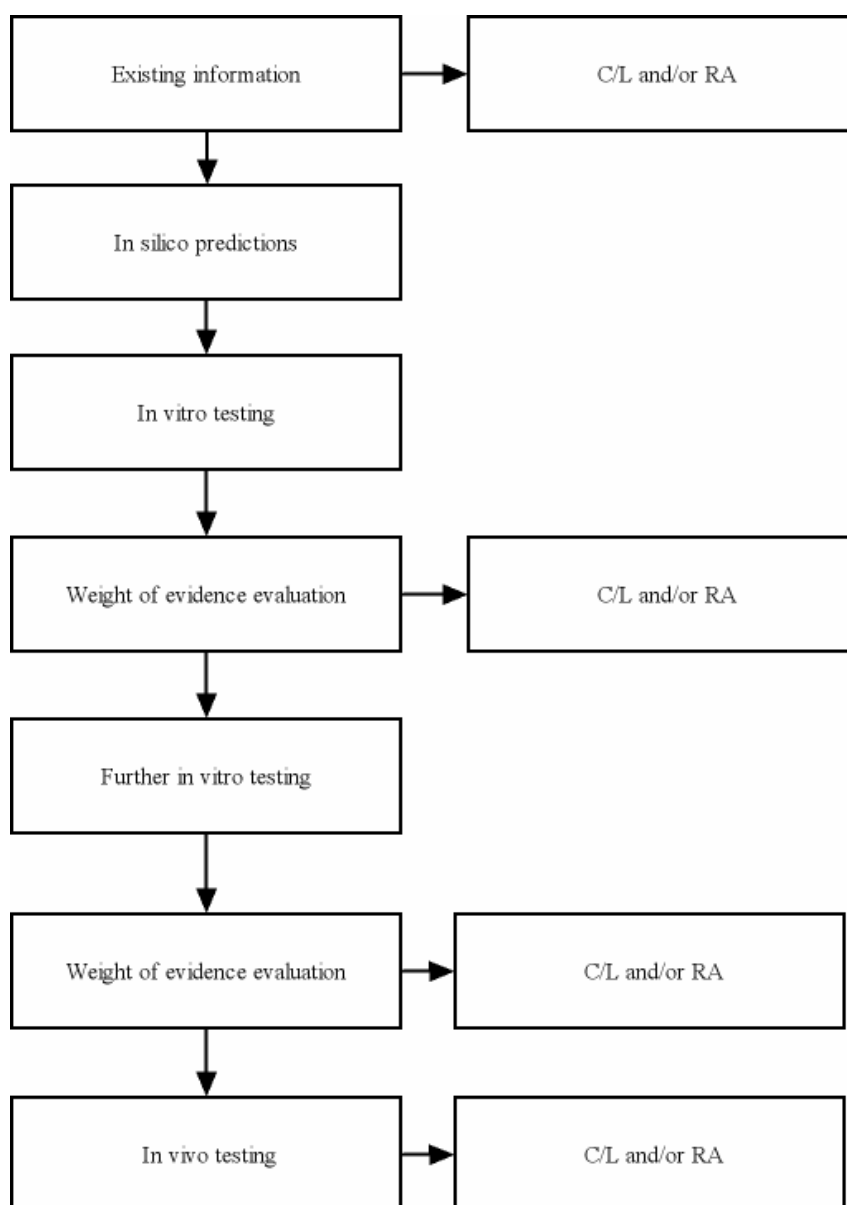 Existing information
C/L and/or RA
In silico predictions
In vitro testing
Weight of evidence evaluation
C/L and/or RA
Further in vitro testing
Weight of evidence evaluation
C/L and/or RA
In vivo testing
C/L and/or RA